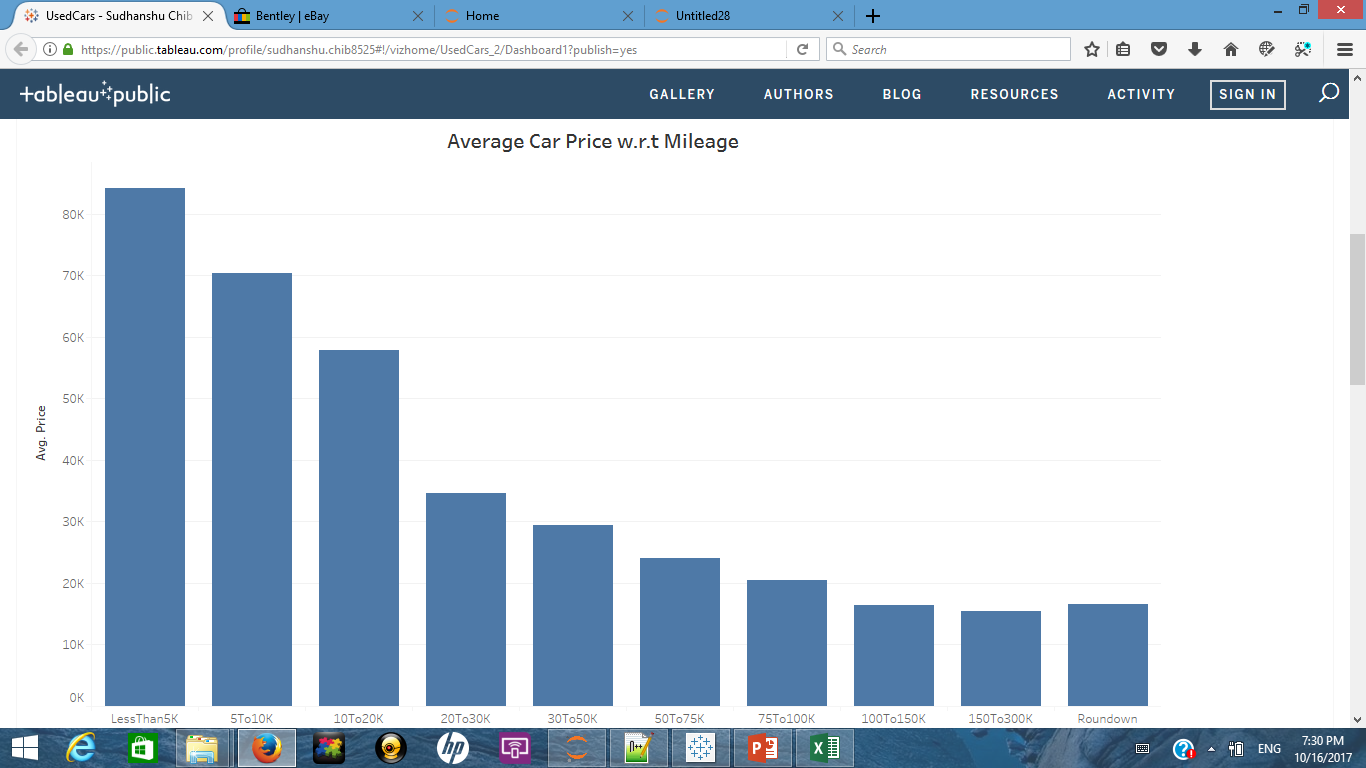 UsedCars - Sudhanshu Chib
Bentley | eBay
Home
Untitled28
https://public.tableau.com/profile/sudhanshu.chib8525#!/vizhome/UsedCars_2/Dashboard1?publish=yes
Search
tableau public
GALLERY
AUTHORS
BLOG
RESOURCES
ACTIVITY
SIGN IN
Average Car Price w.r.t Mileage
80K
70K
60K
50K
40K
30K
20K
10K
0K
Avg. Price
LessThan5K
5To10K
10To20K
20To30K
30To50K
50To75K
75To100K
100To150K
150To300K
Roundown
hp
n++
ENG
7:30 PM
10/16/2017